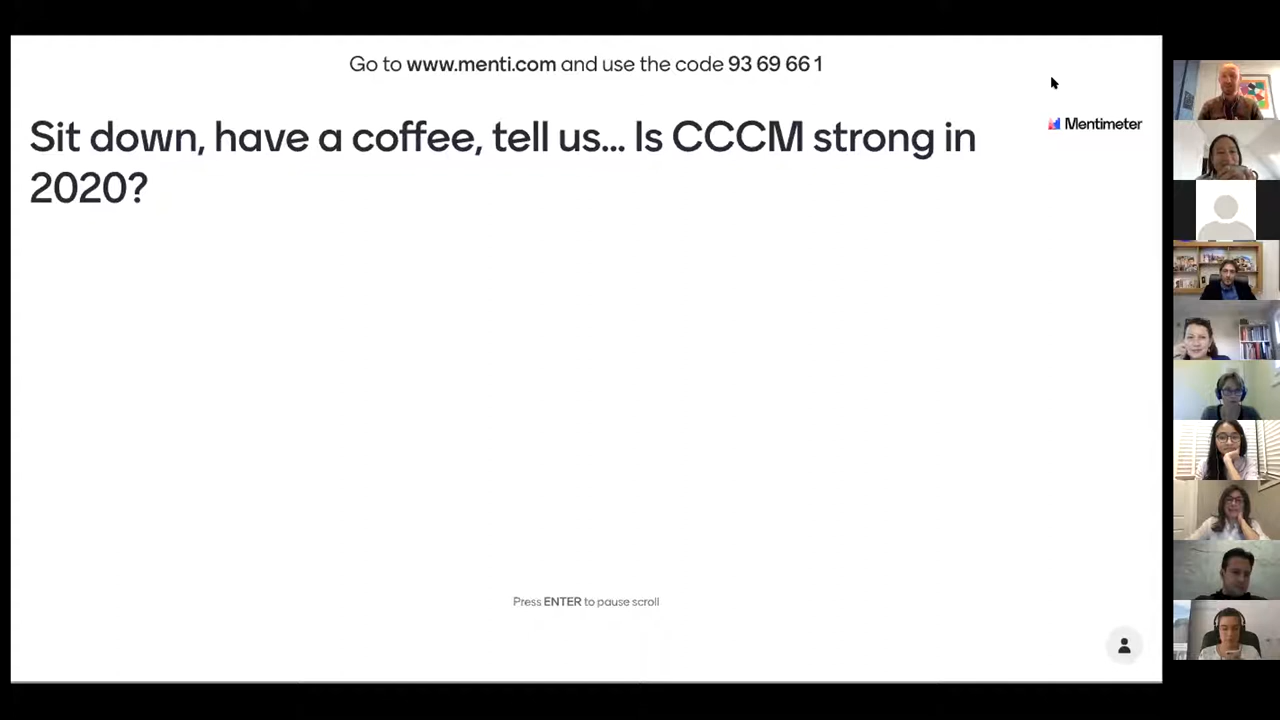 Go to www.menti.com and use the code 93 69 66 1
Mentimeter
Sit down, have a coffee, tell us... Is CCCM strong in
2020?
Press ENTER to pause scroll